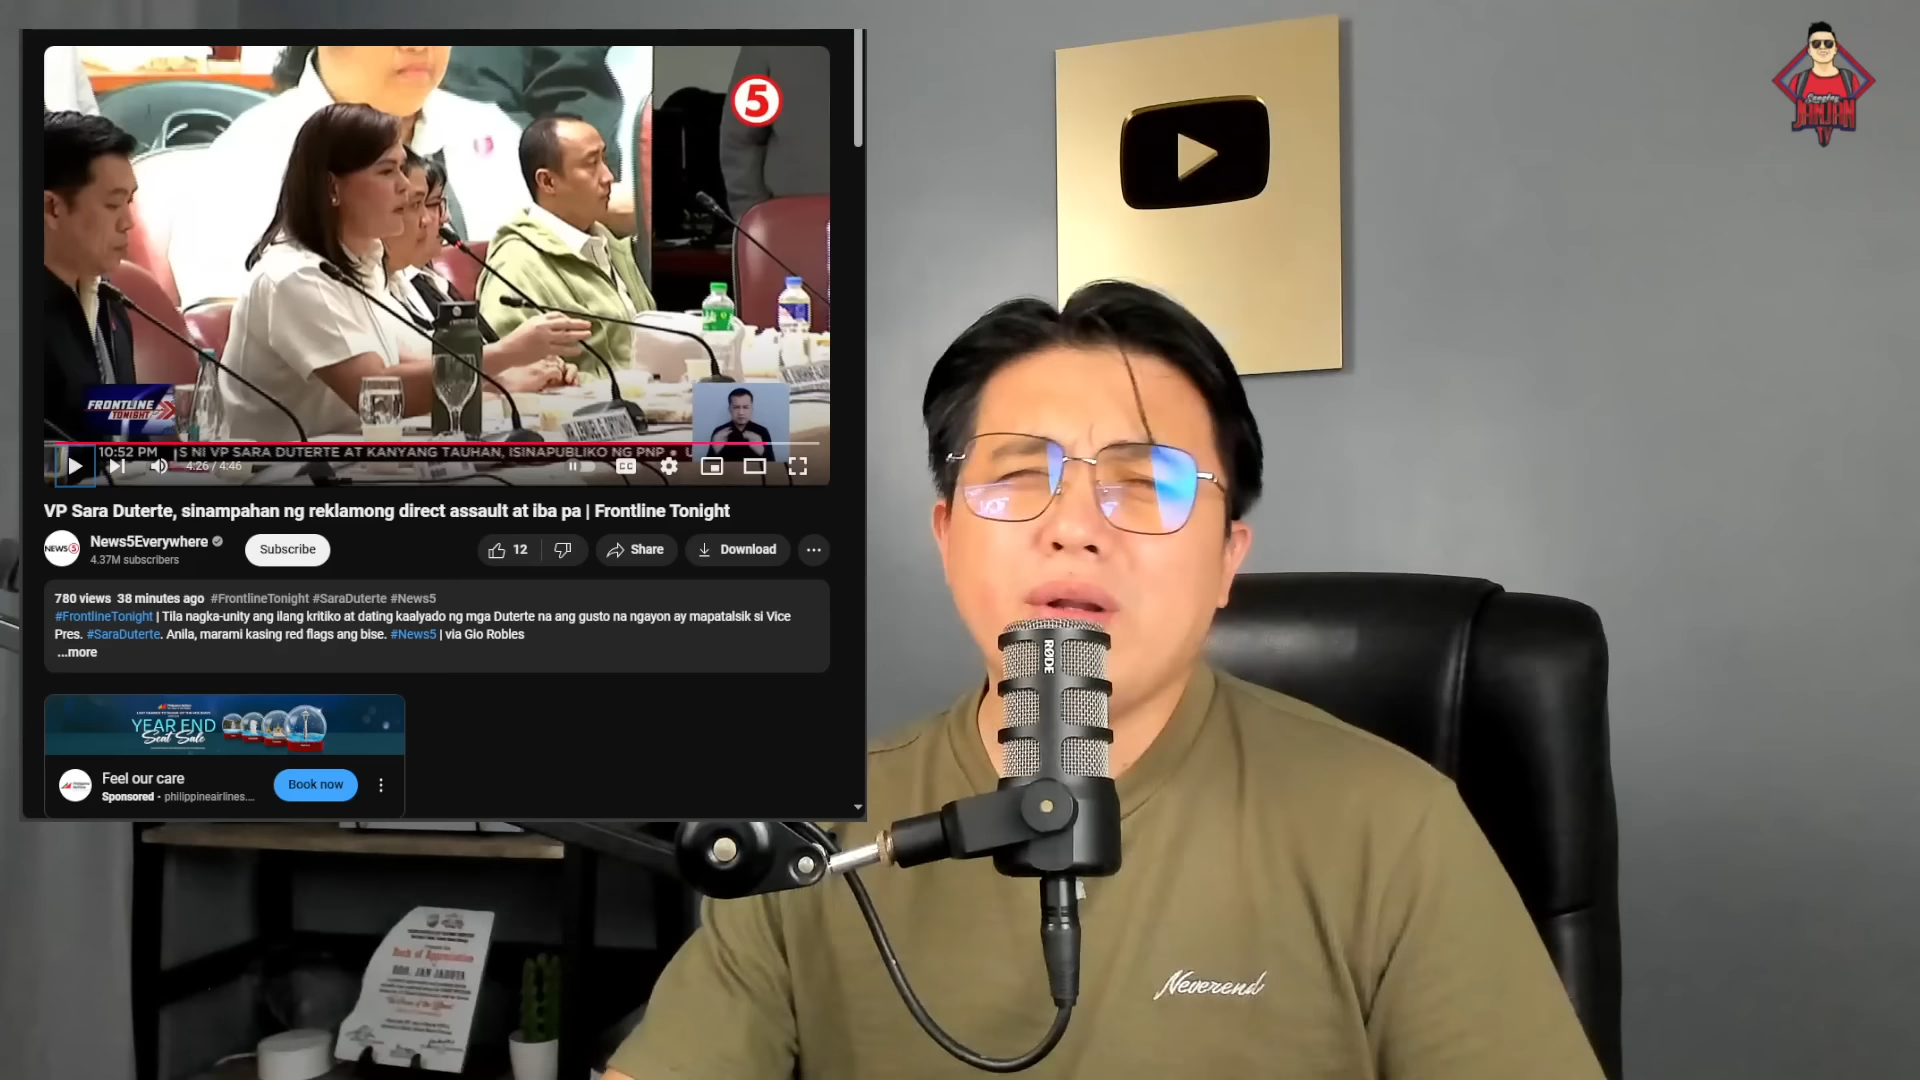 5
FRONTLINE
TONIGHT
10:52 PM
S NI VP SARA DUTERTE AT KANYANG TAUHAN, ISINAPUBLIKO NG PNP
4:26 / 4:46
CC
VP Sara Duterte, sinampahan ng reklamong direct assault at iba pa | Frontline Tonight
NEWS5
News5Everywhere
4.37M subscribers
Subscribe
12
Share
Download
780 views 38 minutes ago #FrontlineTonight #SaraDuterte #News5
#FrontlineTonight | Tila nagka-unity ang ilang kritiko at dating kaalyado ng mga Duterte na ang gusto na ngayon ay mapatalsik si Vice
Pres. #SaraDuterte. Anila, marami kasing red flags ang bise. #News5 | via Gio Robles
...more
YEAR END
Seat Sale
Feel our care
Sponsored · philippineairlines....
Book now
JANJAN
TV
RØDE
Neverend